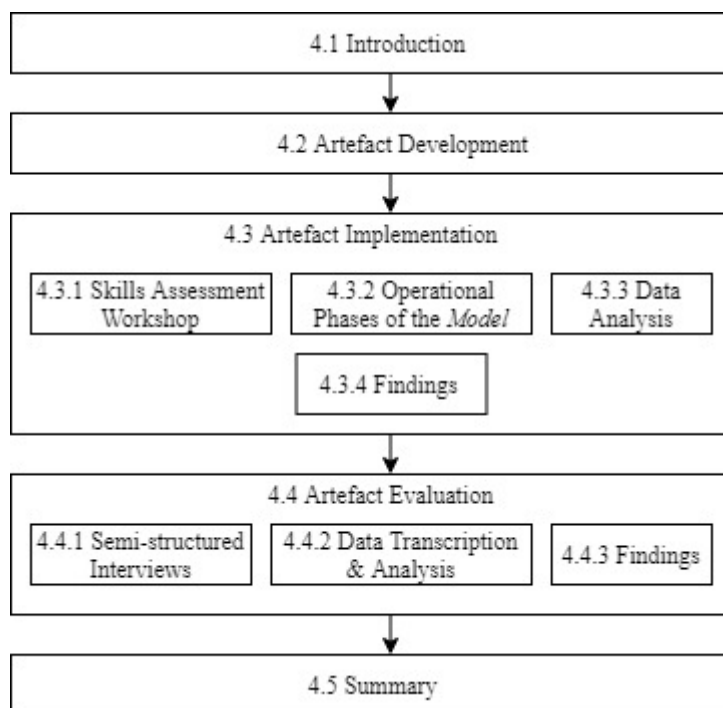 4.1 Introduction
4.2 Artefact Development
4.3 Artefact Implementation
4.3.1 Skills Assessment
Workshop
4.3.2 Operational
Phases of the Model
4.3.3 Data
Analysis
4.3.4 Findings
4.4 Artefact Evaluation
4.4.1 Semi-structured
Interviews
4.4.2 Data Transcription
& Analysis
4.4.3 Findings
4.5 Summary